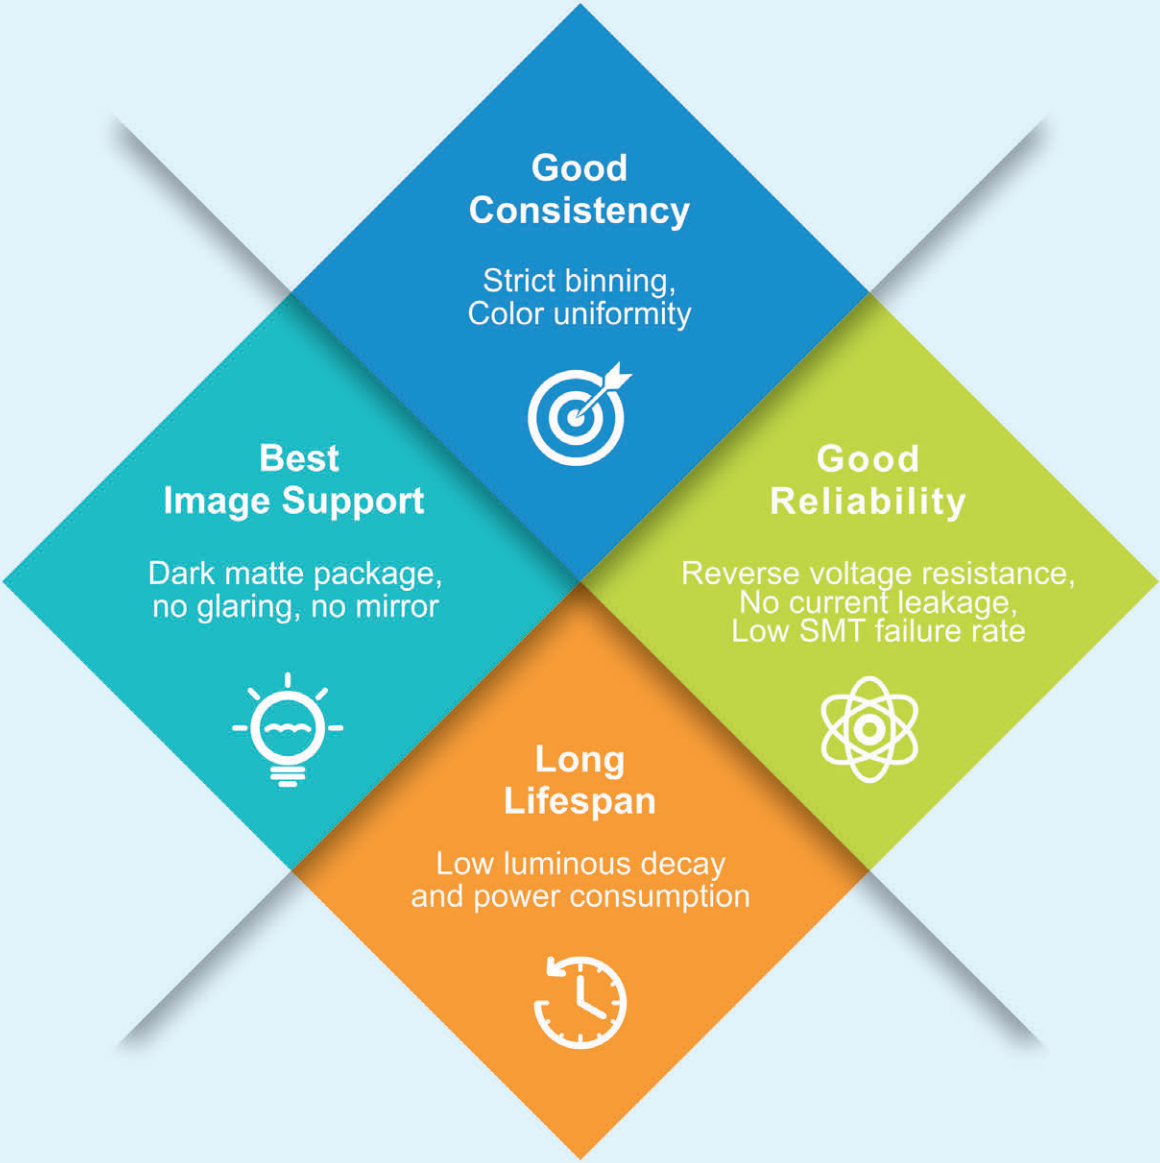 Good
Consistency
Strict binning,
Color uniformity
Best
Image Support
Dark matte package,
no glaring, no mirror
Good
Reliability
Reverse voltage resistance,
No current leakage,
Low SMT failure rate
Long
Lifespan
Low luminous decay
and power consumption